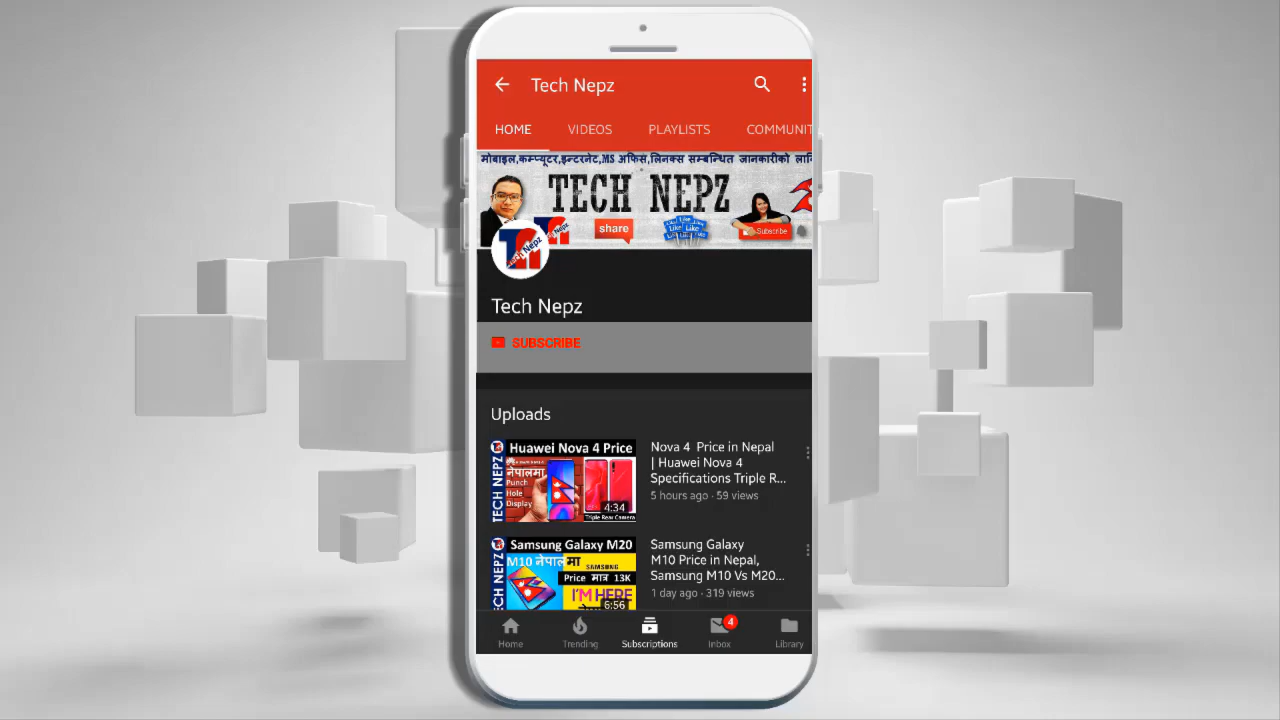 Tech Nepz
HOME VIDEOS PLAYLISTS COMMUNIT
मोबाइल,कम्प्यूटर,इन्टरनेट,MS अफिस,लिनक्स सम्बन्धित जानकारीको लागि
TECH NEPZ
share
Like! Like!
Subscribe
Tech Nepz
SUBSCRIBE
Uploads
TECH NEPZ
Huawei Nova 4 Price
नेपालमा
Punch
Hole
Display
4:34
Triple Rear Camera
Nova 4 Price in Nepal
| Huawei Nova 4
Specifications Triple R...
5 hours ago · 59 views
TECH NEPZ
Samsung Galaxy M20
M10 नेपाल मा
SAMSUNG
Price मात्र 13K
I'M HERE
6:56
Samsung Galaxy
M10 Price in Nepal,
Samsung M10 Vs M20...
1 day ago · 319 views
4
Home Trending Subscriptions Inbox Library